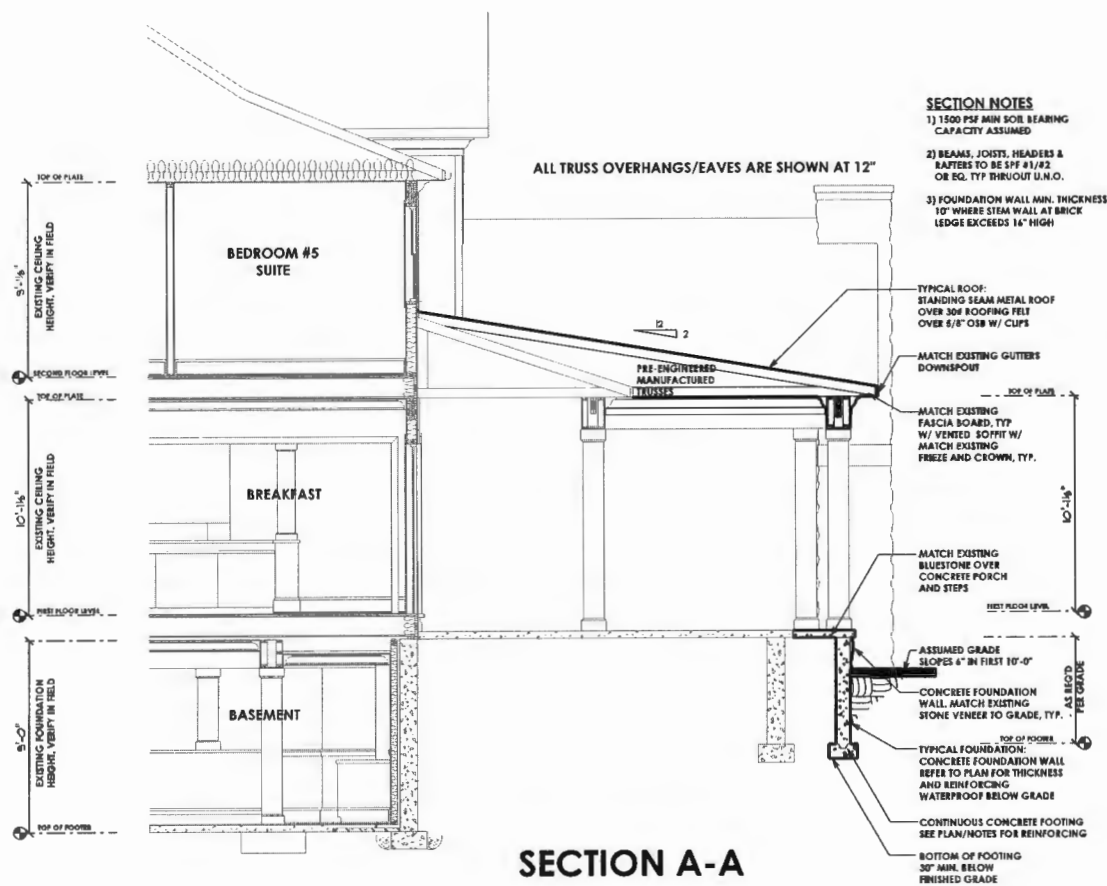 SECTION NOTES
1) 1500 PSF MIN SOIL BEARING
CAPACITY ASSUMED
2) BEAMS, JOISTS, HEADERS &
RAFTERS TO BE SPF #1/#2
OR EQ. TYP THRUOUT U.N.O.
3) FOUNDATION WALL MIN. THICKNESS
10" WHERE STEM WALL AT BRICK
LEDGE EXCEEDS 16" HIGH
ALL TRUSS OVERHANGS/EAVES ARE SHOWN AT 12"
TOP OF PLATE
9'-1⅛"
EXISTING CEILING
HEIGHT, VERIFY IN FIELD
BEDROOM #5
SUITE
SECOND FLOOR LEVEL
TOP OF PLATE
12
2
PRE-ENGINEERED
MANUFACTURED
TRUSSES
TYPICAL ROOF:
STANDING SEAM METAL ROOF
OVER 30# ROOFING FELT
OVER 5/8" OSB W/ CLIPS
MATCH EXISTING GUTTERS
DOWNSPOUT
TOP OF PLATE
MATCH EXISTING
FASCIA BOARD, TYP
W/ VENTED SOFFIT W/
MATCH EXISTING
FRIEZE AND CROWN, TYP.
10'-1⅛"
EXISTING CEILING
HEIGHT, VERIFY IN FIELD
BREAKFAST
10'-1⅛"
MATCH EXISTING
BLUESTONE OVER
CONCRETE PORCH
AND STEPS
FIRST FLOOR LEVEL
FIRST FLOOR LEVEL
9'-0"
EXISTING FOUNDATION
HEIGHT, VERIFY IN FIELD
BASEMENT
TOP OF FOOTER
ASSUMED GRADE
SLOPES 6" IN FIRST 10'-0"
AS REQ'D
PER GRADE
CONCRETE FOUNDATION
WALL. MATCH EXISTING
STONE VENEER TO GRADE, TYP.
TOP OF FOOTER
TYPICAL FOUNDATION:
CONCRETE FOUNDATION WALL
REFER TO PLAN FOR THICKNESS
AND REINFORCING
WATERPROOF BELOW GRADE
CONTINUOUS CONCRETE FOOTING
SEE PLAN/NOTES FOR REINFORCING
BOTTOM OF FOOTING
30" MIN. BELOW
FINISHED GRADE
SECTION A-A